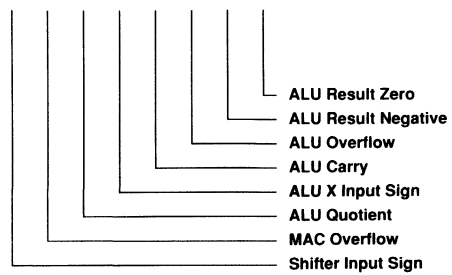 ALU Result Zero
ALU Result Negative
ALU Overflow
ALU Carry
ALU X Input Sign
ALU Quotient
MAC Overflow
Shifter Input Sign